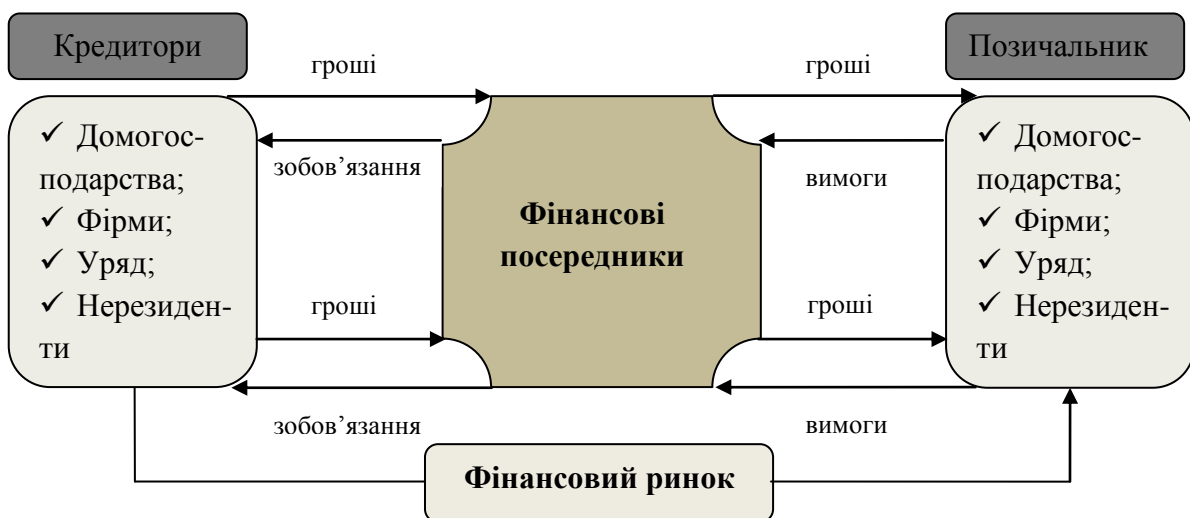 Кредитори
Позичальник
гроші
гроші
✓ Домогос-
подарства;
✓ Фірми;
✓ Уряд;
✓ Нерезиден-
ти
зобов’язання
вимоги
Фінансові
посередники
гроші
гроші
зобов’язання
вимоги
✓ Домогос-
подарства;
✓ Фірми;
✓ Уряд;
✓ Нерезиден-
ти
Фінансовий ринок